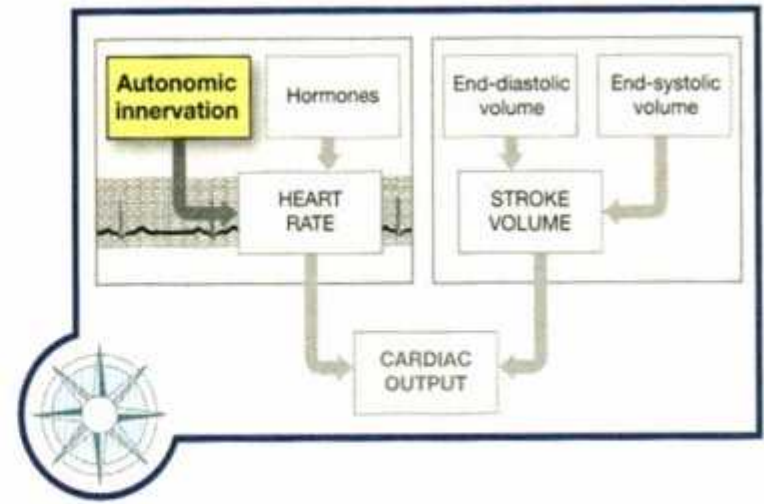 Autonomic
innervation
Hormones
End-diastolic
volume
End-systolic
volume
HEART
RATE
STROKE
VOLUME
CARDIAC
OUTPUT